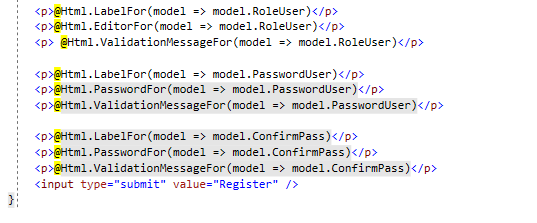 <p>@Html.LabelFor(model => model.RoleUser)</p>
<p>@Html.EditorFor(model => model.RoleUser)</p>
<p> @Html.ValidationMessageFor(model => model.RoleUser)</p>
<p>@Html.LabelFor(model => model.PasswordUser)</p>
<p>@Html.PasswordFor(model => model.PasswordUser)</p>
<p>@Html.ValidationMessageFor(model => model.PasswordUser)</p>
<p>@Html.LabelFor(model => model.ConfirmPass)</p>
<p>@Html.PasswordFor(model => model.ConfirmPass)</p>
<p>@Html.ValidationMessageFor(model => model.ConfirmPass)</p>
<input type="submit" value="Register" />
}